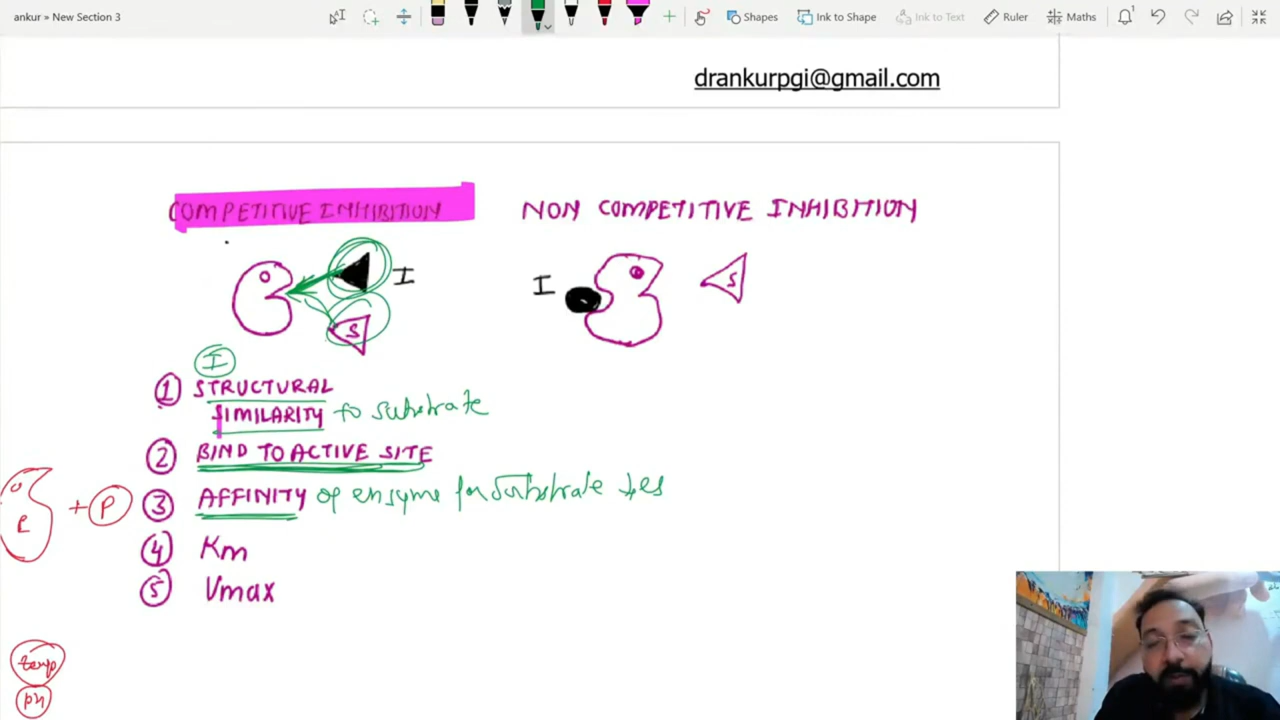 ankur » New Section 3
Shapes
Ink to Shape
Ink to Text
Ruler
Maths
drankurpgi@gmail.com
COMPETITIVE INHIBITION
NON COMPETITIVE INHIBITION
I
S
I
S
I
① STRUCTURAL
SIMILARITY to substrate
② BIND TO ACTIVE SITE
③ AFFINITY of enzyme for substrate ↓es
④ Km
⑤ Vmax
E
+ P
temp
pH